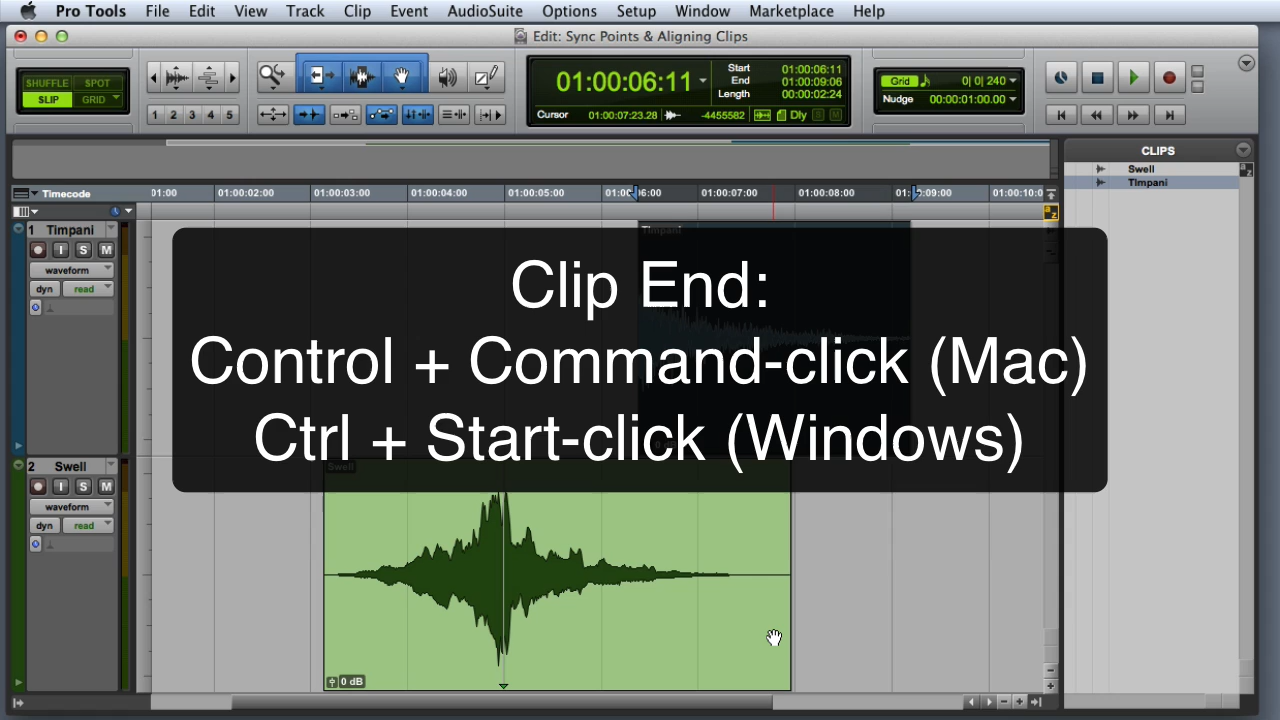 Pro Tools File Edit View Track Clip Event AudioSuite Options Setup Window Marketplace Help
Edit: Sync Points & Aligning Clips
SHUFFLE SPOT
SLIP GRID
1 2 3 4 5
01:00:06:11
Start 01:00:06:11
End 01:00:09:06
Length 00:00:02:24
Cursor 01:00:07:23.28 -4455582 Dly
Grid 0| 0| 240
Nudge 00:00:01:00.00
CLIPS
Swell
Timpani
Timecode 01:00 01:00:02:00 01:00:03:00 01:00:04:00 01:00:05:00 01:00:06:00 01:00:07:00 01:00:08:00 01:00:09:00 01:00:10:0
a z
1 Timpani
I S M
waveform
dyn read
Timpani
Clip End:
Control + Command-click (Mac)
Ctrl + Start-click (Windows)
2 Swell
I S M
waveform
dyn read
Swell
0 dB